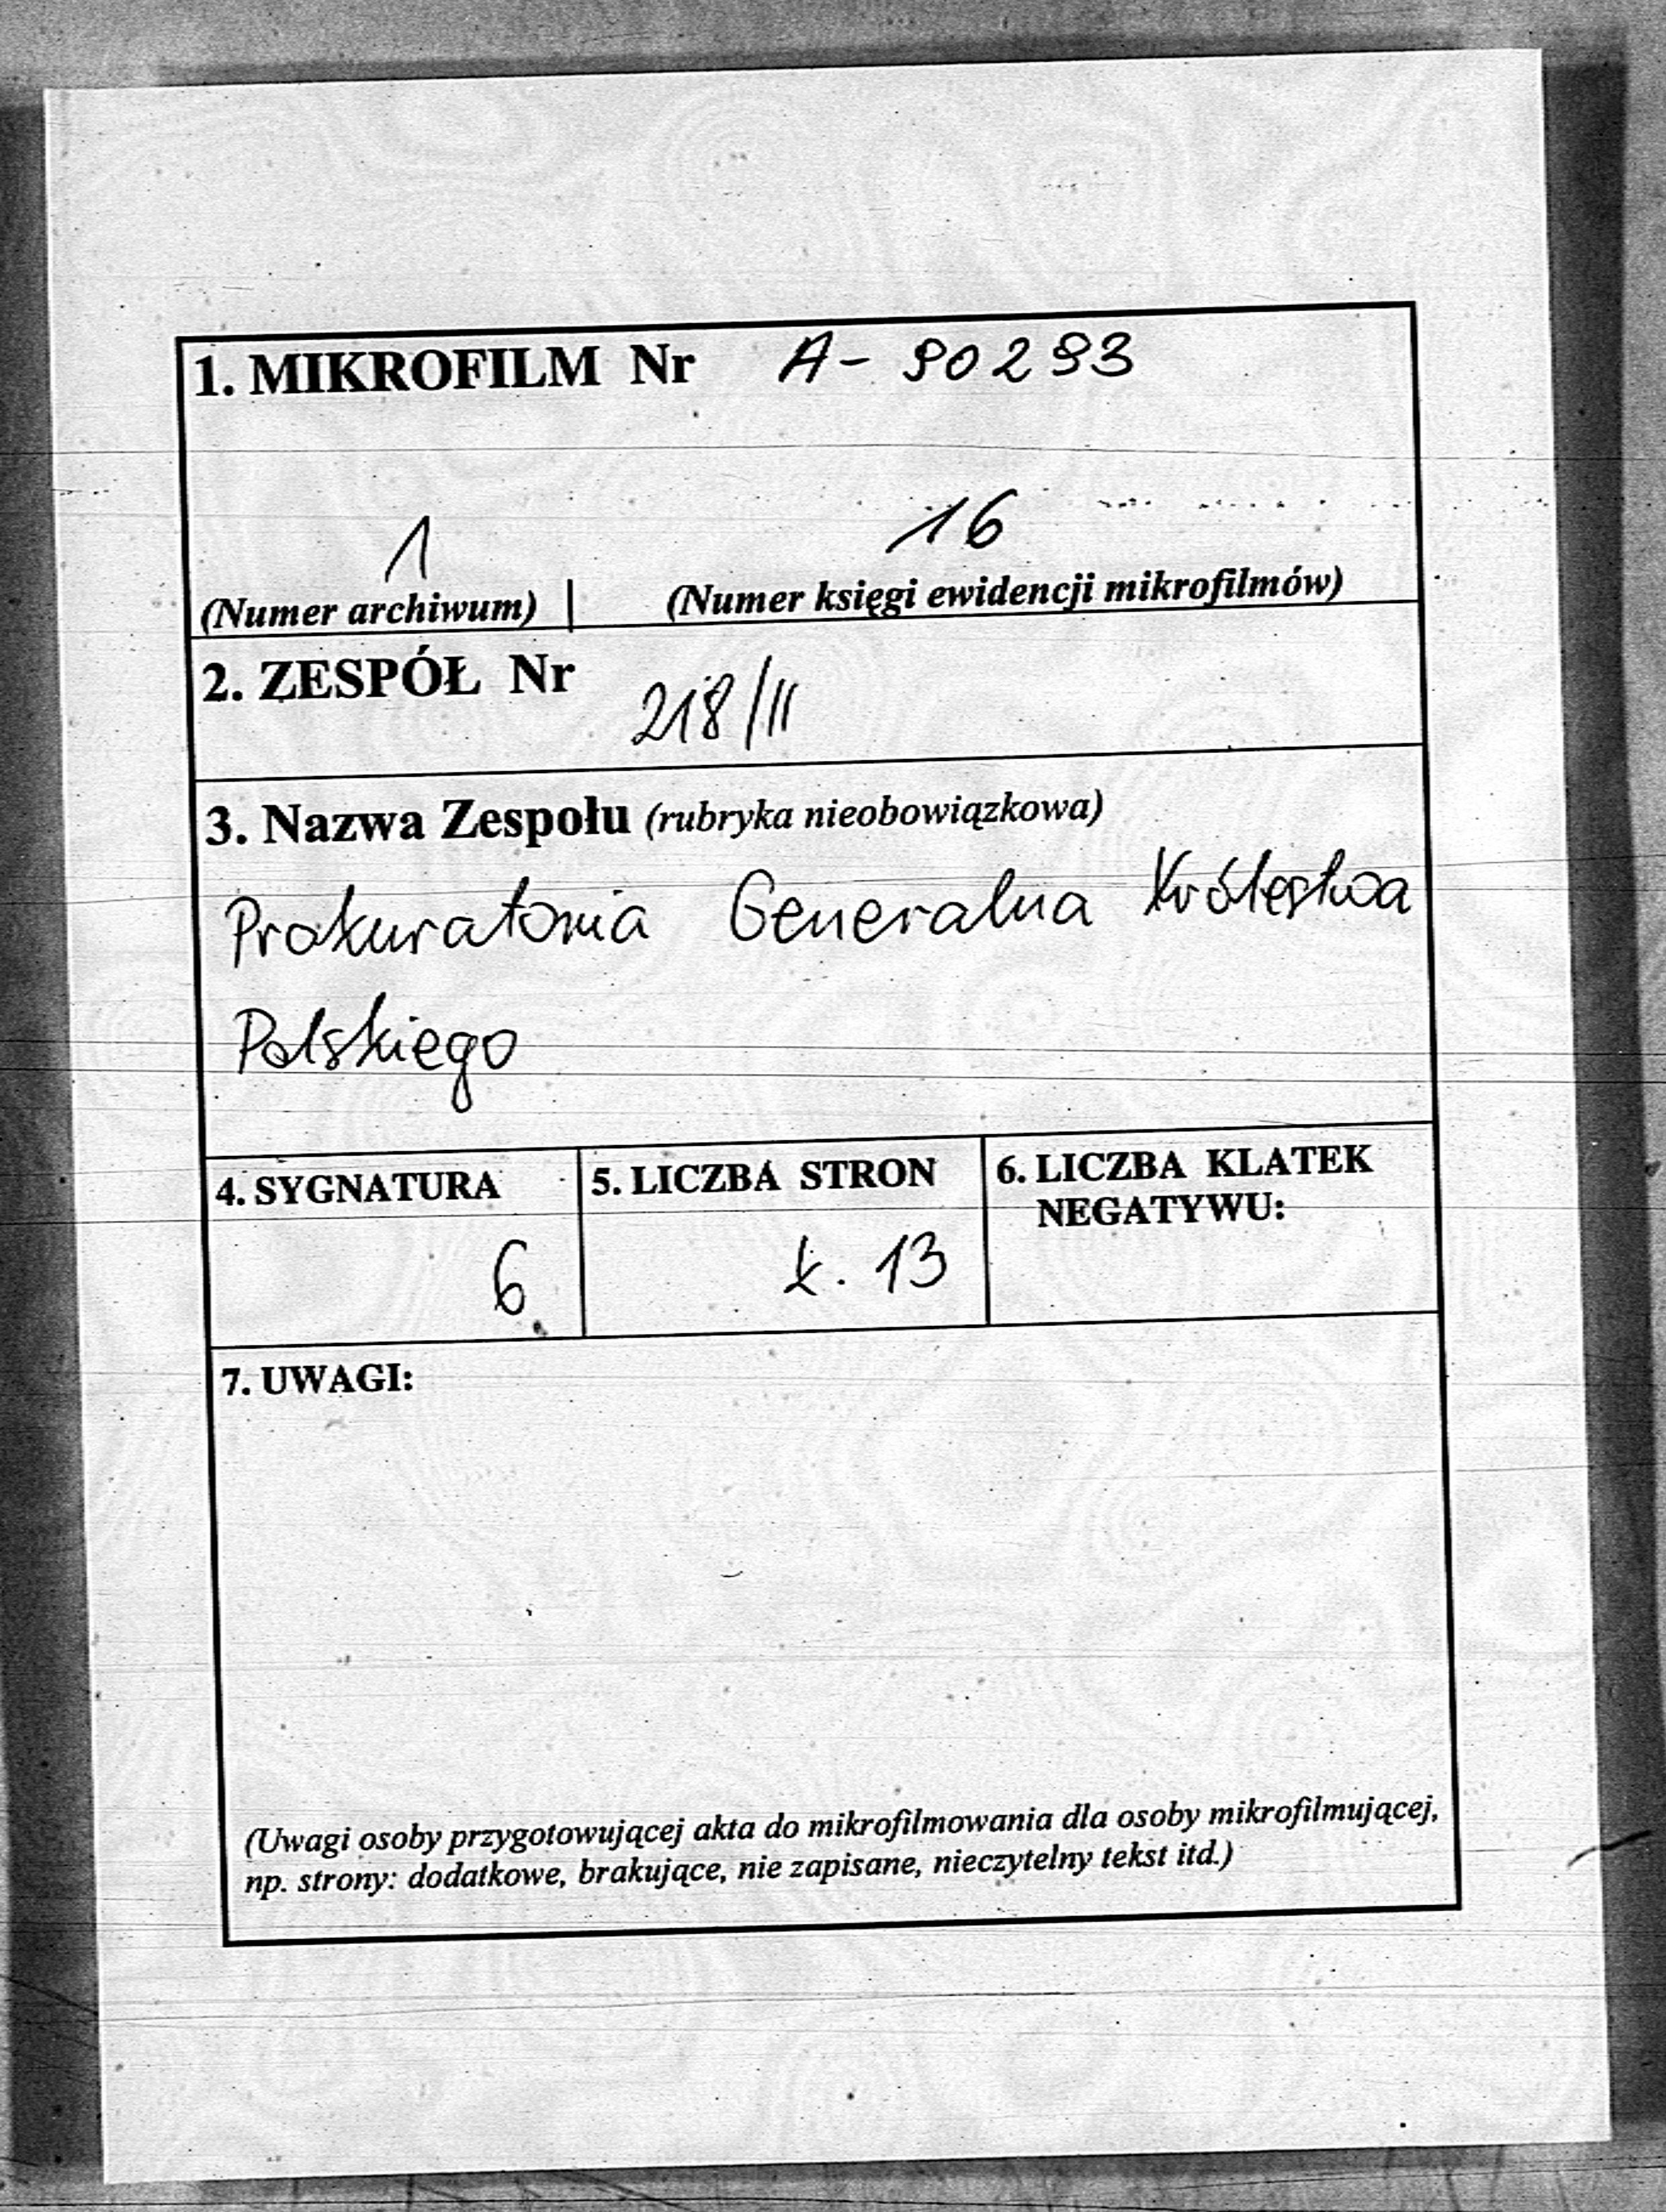 1. MIKROFILM Nr A-90293
1 16
(Numer archiwum) | (Numer księgi ewidencji mikrofilmów)
2. ZESPÓŁ Nr 218/II
3. Nazwa Zespołu (rubryka nieobowiązkowa)
Prokuratoria Generalna Królestwa
Polskiego
4. SYGNATURA 5. LICZBA STRON 6. LICZBA KLATEK
NEGATYWU:
6 k. 13
7. UWAGI:
(Uwagi osoby przygotowującej akta do mikrofilmowania dla osoby mikrofilmującej,
np. strony: dodatkowe, brakujące, nie zapisane, nieczytelny tekst itd.)